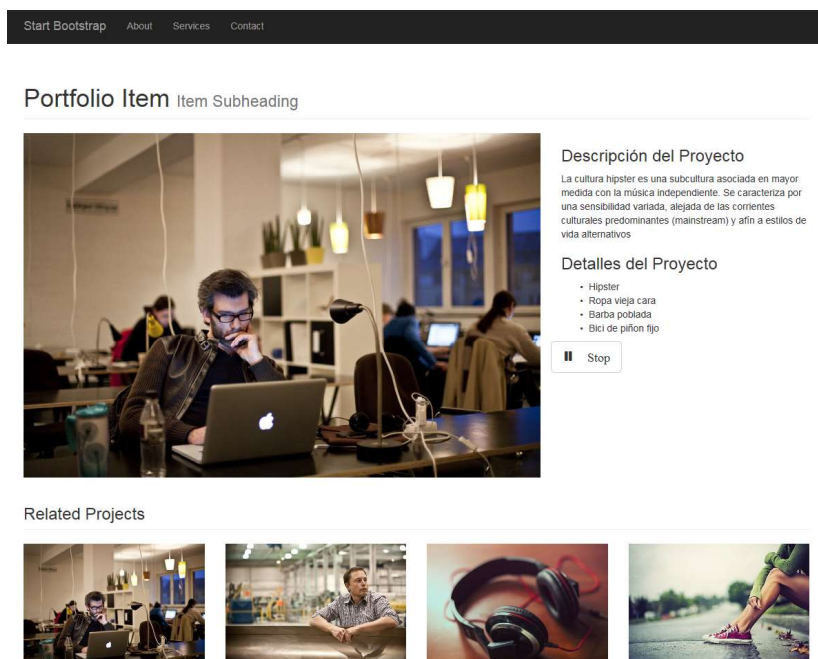 Start Bootstrap About Services Contact
Portfolio Item Item Subheading
Descripción del Proyecto
La cultura hipster es una subcultura asociada en mayor
medida con la música independiente. Se caracteriza por
una sensibilidad variada, alejada de las corrientes
culturales predominantes (mainstream) y afín a estilos de
vida alternativos
Detalles del Proyecto
• Hipster
• Ropa vieja cara
• Barba poblada
• Bici de piñon fijo
Stop
Related Projects